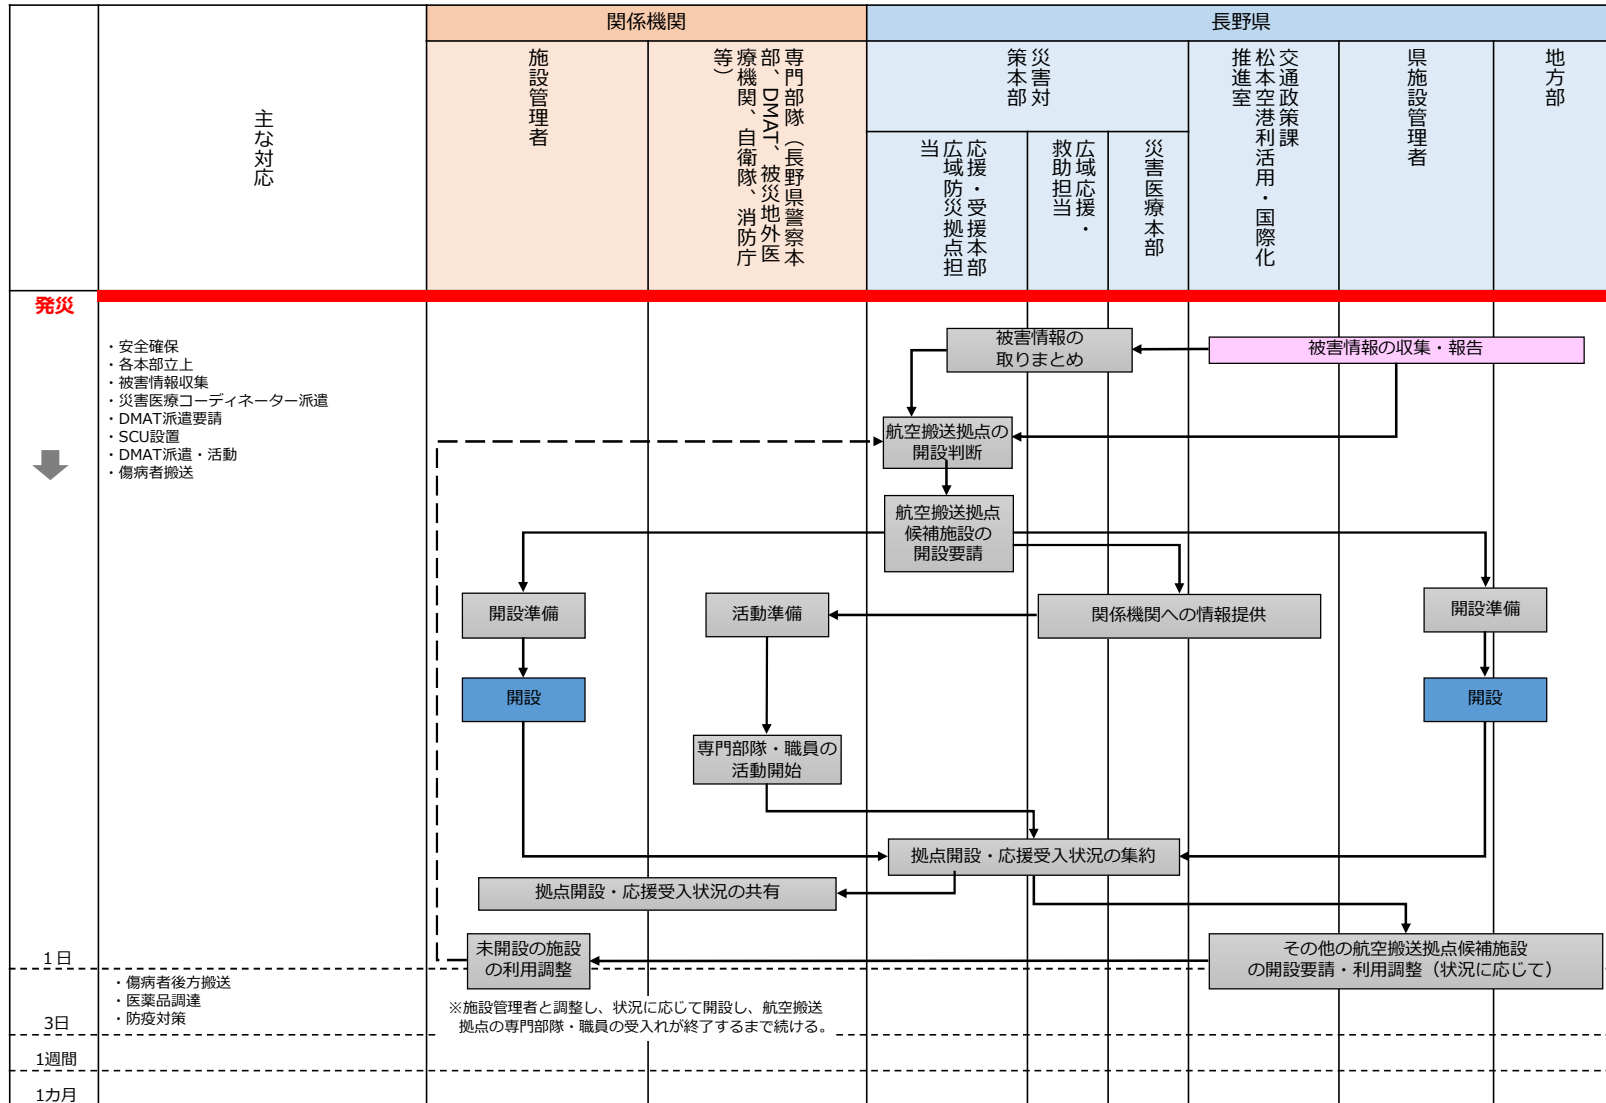 関係機関
長野県
主な対応
施設管理者
専門部隊（長野県警察本
部、DMAT、被災地外医
療機関、自衛隊、消防庁
等）
災害対
策本部
応援・受援本部
広域防災拠点担
当
広域応援・
救助担当
災害医療本部
交通政策課
松本空港利活用・国際化
推進室
県施設管理者
地方部
発災
・安全確保
・各本部立上
・被害情報収集
・災害医療コーディネーター派遣
・DMAT派遣要請
・SCU設置
・DMAT派遣・活動
・傷病者搬送
被害情報の
取りまとめ
被害情報の収集・報告
航空搬送拠点の
開設判断
航空搬送拠点
候補施設の
開設要請
開設準備
活動準備
関係機関への情報提供
開設準備
開設
開設
専門部隊・職員の
活動開始
拠点開設・応援受入状況の集約
拠点開設・応援受入状況の共有
未開設の施設
の利用調整
その他の航空搬送拠点候補施設
の開設要請・利用調整（状況に応じて）
1日
・傷病者後方搬送
・医薬品調達
・防疫対策
※施設管理者と調整し、状況に応じて開設し、航空搬送
拠点の専門部隊・職員の受入れが終了するまで続ける。
3日
1週間
1カ月